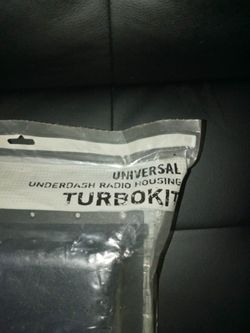 UNIVERSAL
UNDERDASH RADIO HOUSING
TURBOKIT